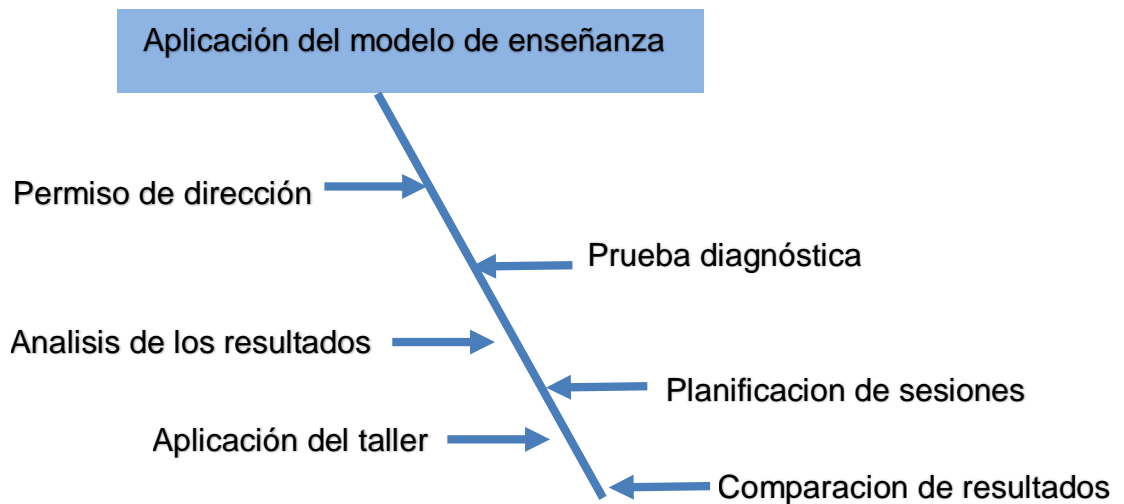 Aplicación del modelo de enseñanza
Permiso de dirección
Prueba diagnóstica
Analisis de los resultados
Planificacion de sesiones
Aplicación del taller
Comparacion de resultados